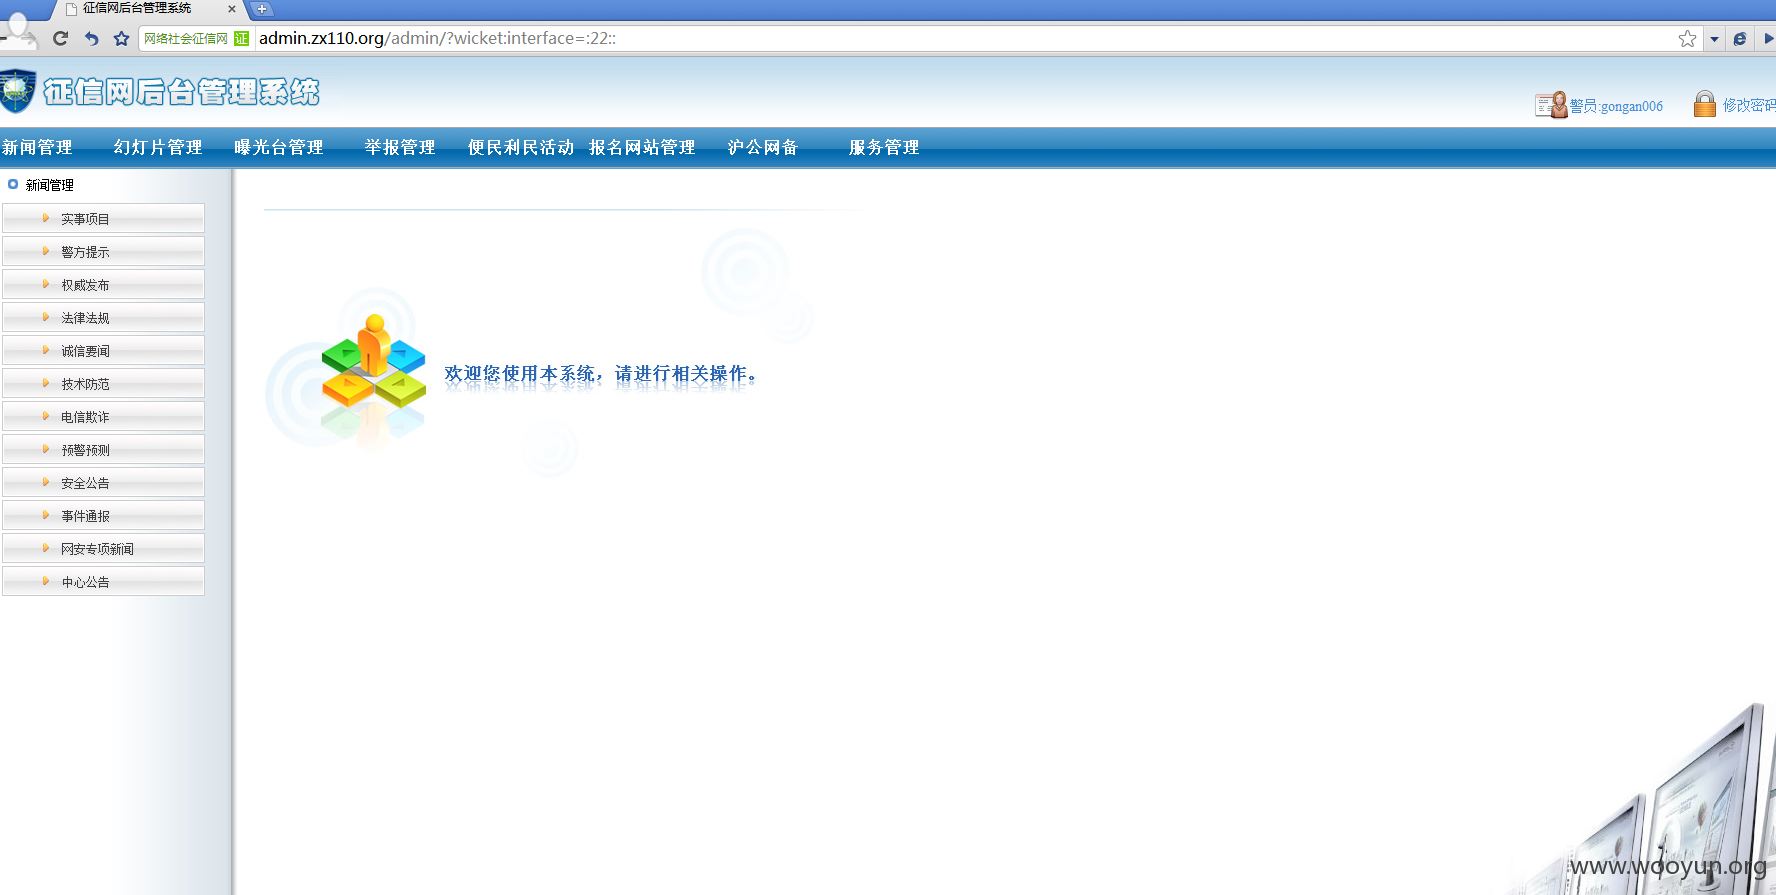 征信网后台管理系统
网络社会征信网 证 admin.zx110.org/admin/?wicket:interface=:22::
征信网后台管理系统
警员:gongan006 修改密码
新闻管理 幻灯片管理 曝光台管理 举报管理 便民利民活动 报名网站管理 沪公网备 服务管理
新闻管理
实事项目
警方提示
权威发布
法律法规
诚信要闻
技术防范
电信欺诈
预警预测
安全公告
事件通报
网安专项新闻
中心公告
欢迎您使用本系统，请进行相关操作。
www.wooyun.org